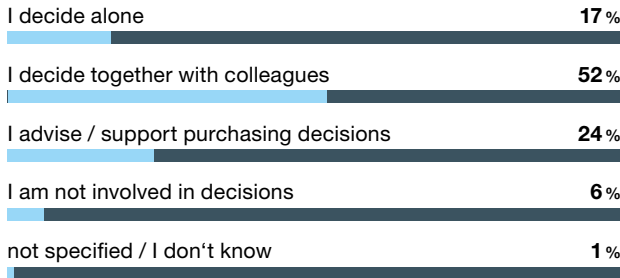 I decide alone 17 %
I decide together with colleagues 52 %
I advise / support purchasing decisions 24 %
I am not involved in decisions 6 %
not specified / I don‘t know 1 %